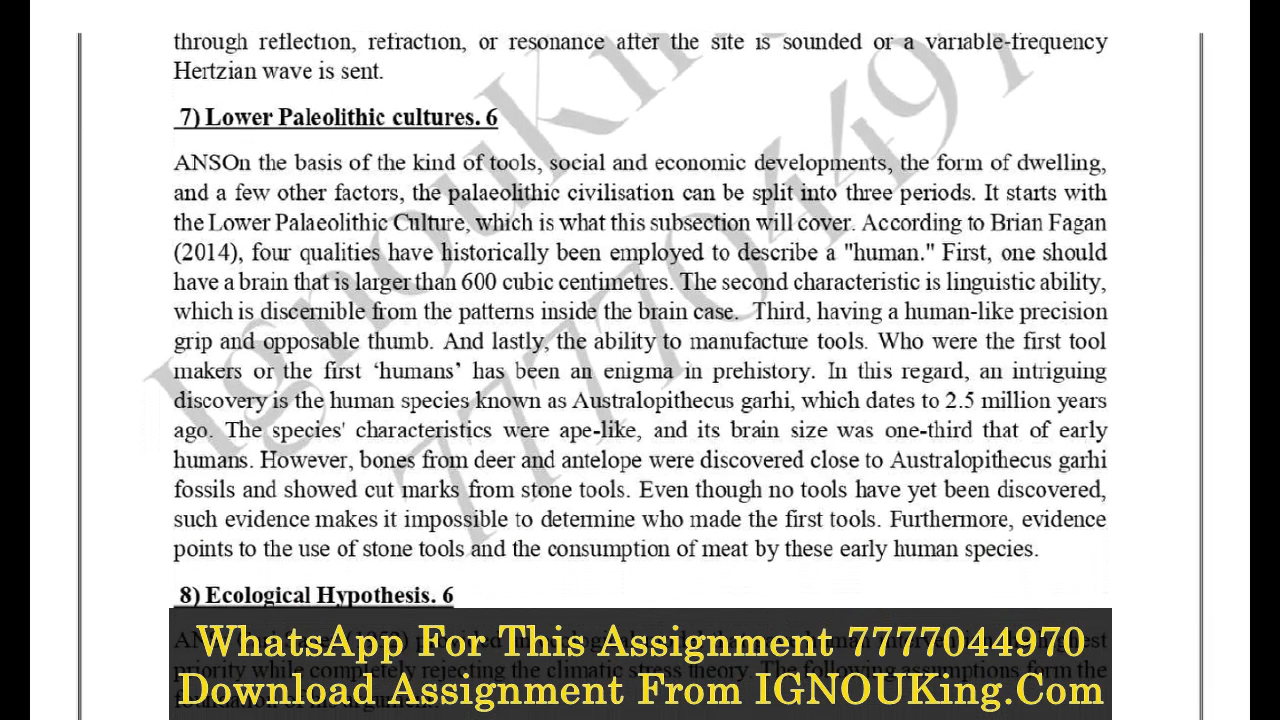 through reflection, refraction, or resonance after the site is sounded or a variable-frequency
Hertzian wave is sent.
7) Lower Paleolithic cultures. 6
ANSOn the basis of the kind of tools, social and economic developments, the form of dwelling,
and a few other factors, the palaeolithic civilisation can be split into three periods. It starts with
the Lower Palaeolithic Culture, which is what this subsection will cover. According to Brian Fagan
(2014), four qualities have historically been employed to describe a "human." First, one should
have a brain that is larger than 600 cubic centimetres. The second characteristic is linguistic ability,
which is discernible from the patterns inside the brain case. Third, having a human-like precision
grip and opposable thumb. And lastly, the ability to manufacture tools. Who were the first tool
makers or the first ‘humans’ has been an enigma in prehistory. In this regard, an intriguing
discovery is the human species known as Australopithecus garhi, which dates to 2.5 million years
ago. The species' characteristics were ape-like, and its brain size was one-third that of early
humans. However, bones from deer and antelope were discovered close to Australopithecus garhi
fossils and showed cut marks from stone tools. Even though no tools have yet been discovered,
such evidence makes it impossible to determine who made the first tools. Furthermore, evidence
points to the use of stone tools and the consumption of meat by these early human species.
8) Ecological Hypothesis. 6
WhatsApp For This Assignment 7777044970
priority while completely rejecting the climatic stress theory. The following assumptions form the
Download Assignment From IGNOUKing.Com